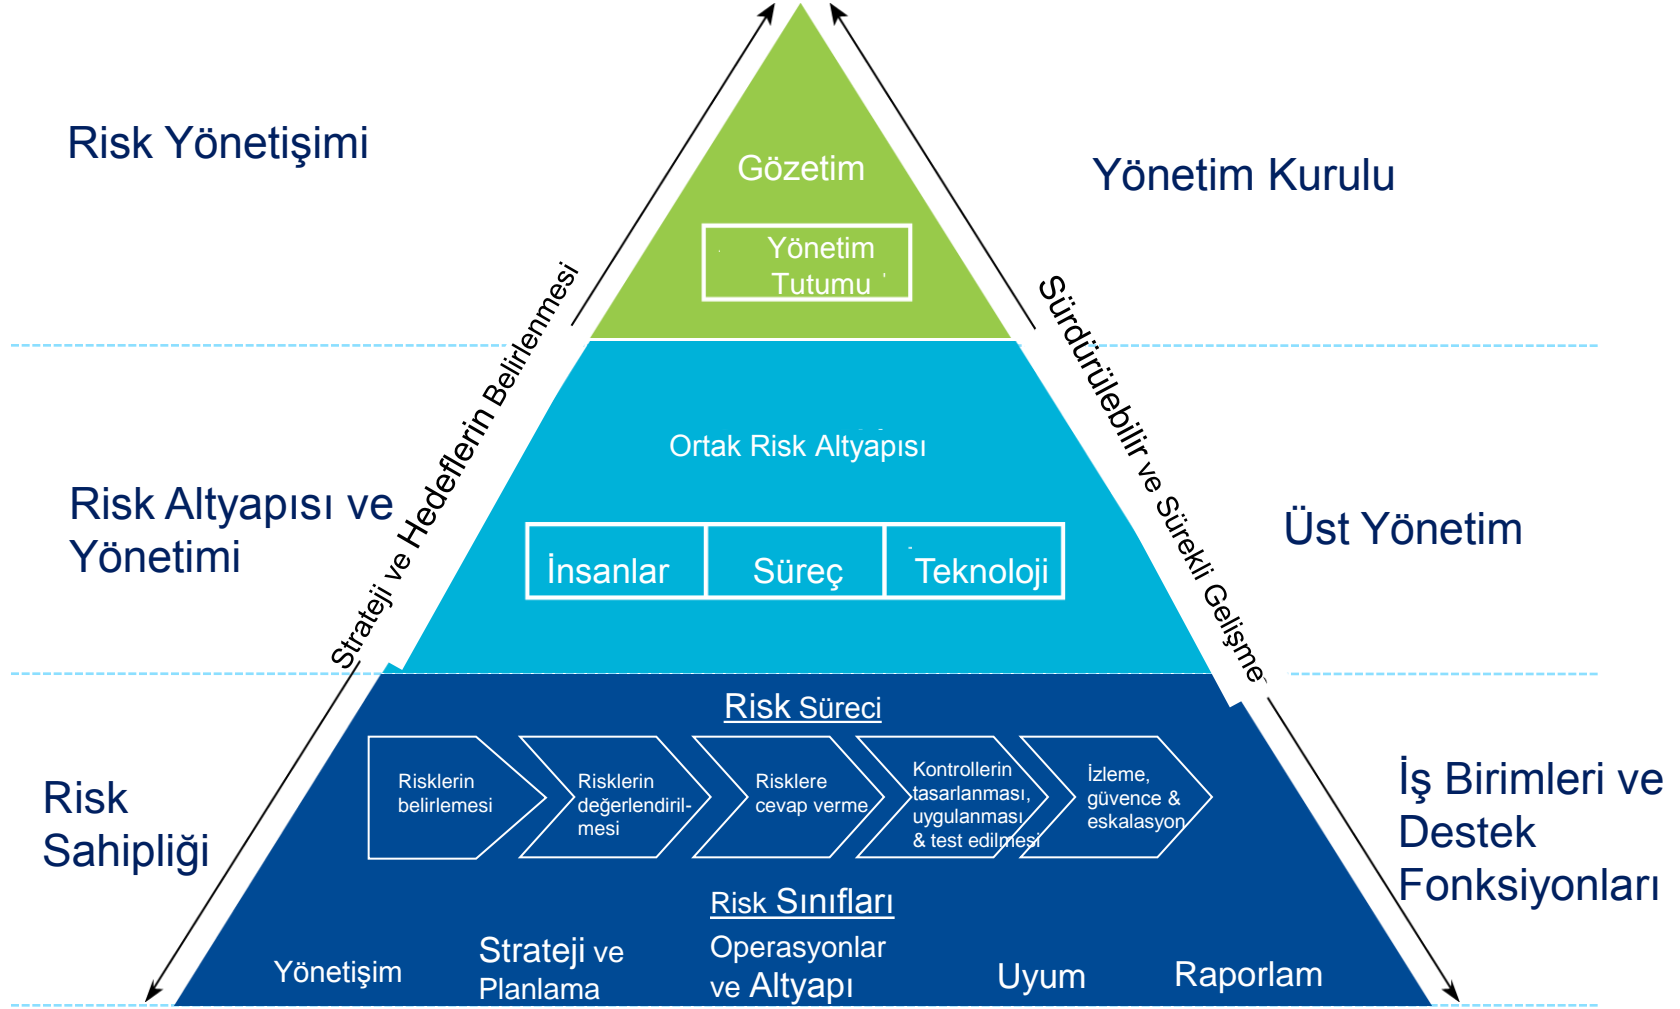 Risk Yönetişimi
Gözetim
Yönetim
Tutumu
Yönetim Kurulu
Strateji ve Hedeflerin Belirlenmesi
Sürdürülebilir ve Sürekli Gelişme
Risk Altyapısı ve
Yönetimi
Ortak Risk Altyapısı
İnsanlar
Süreç
Teknoloji
Üst Yönetim
Risk
Sahipliği
Risk Süreci
Risklerin
belirlemesi
Risklerin
değerlendiril-
mesi
Risklere
cevap verme
Kontrollerin
tasarlanması,
uygulanması
& test edilmesi
İzleme,
güvence &
eskalasyon
Risk Sınıfları
Yönetişim
Strateji ve
Planlama
Operasyonlar
ve Altyapı
Uyum
Raporlam
İş Birimleri ve
Destek
Fonksiyonları